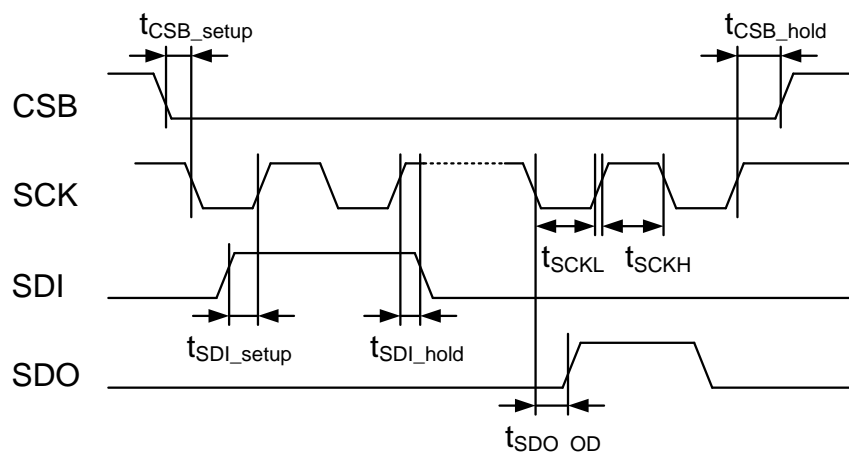 tCSB_setup
tCSB_hold
CSB
SCK
tSCKL
tSCKH
SDI
tSDI_setup
tSDI_hold
SDO
tSDO_OD